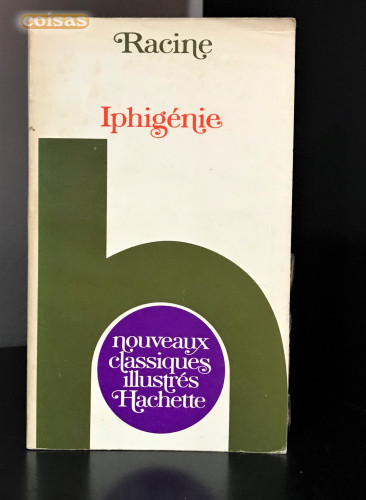 coisas
Racine
Iphigénie
nouveaux
classiques
illustrés
Hachette